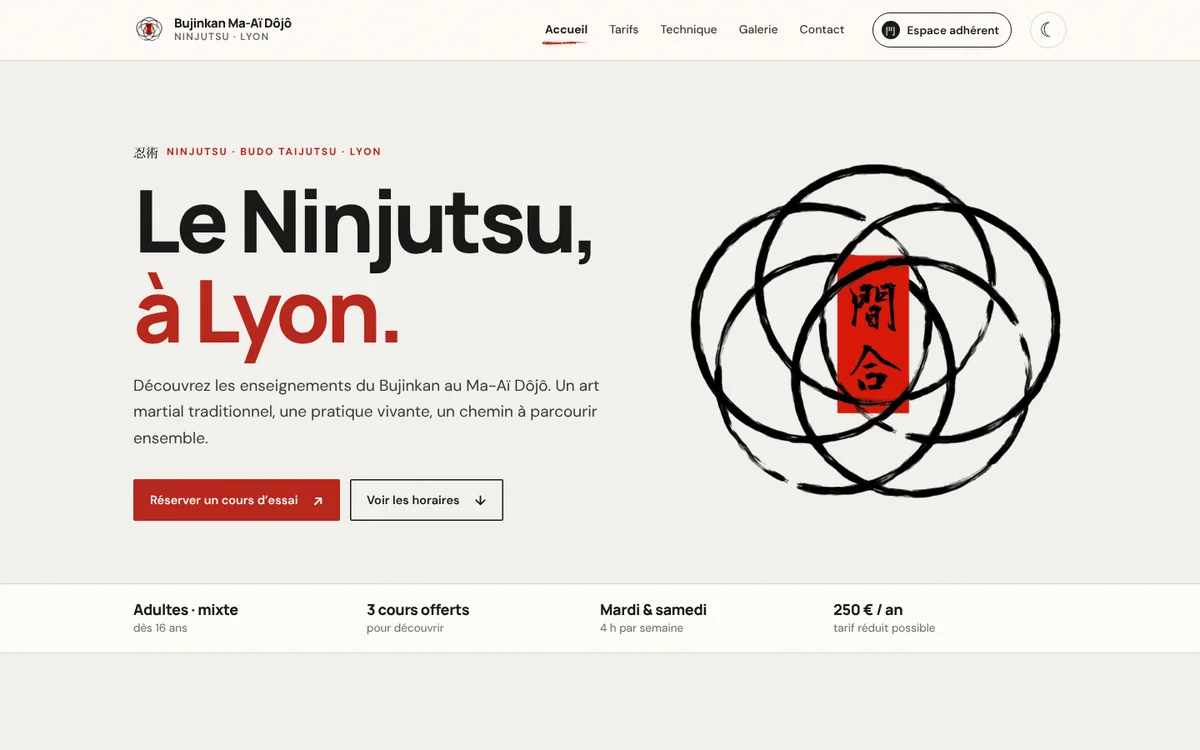 Bujinkan Ma-Aï Dôjô
NINJUTSU · LYON
Accueil
Tarifs
Technique
Galerie
Contact
Espace adhérent
忍術 NINJUTSU · BUDO TAIJUTSU · LYON
Le Ninjutsu,
à Lyon.
Découvrez les enseignements du Bujinkan au Ma-Aï Dôjô. Un art
martial traditionnel, une pratique vivante, un chemin à parcourir
ensemble.
Réserver un cours d’essai
Voir les horaires
間
合
Adultes · mixte
dès 16 ans
3 cours offerts
pour découvrir
Mardi & samedi
4 h par semaine
250 € / an
tarif réduit possible